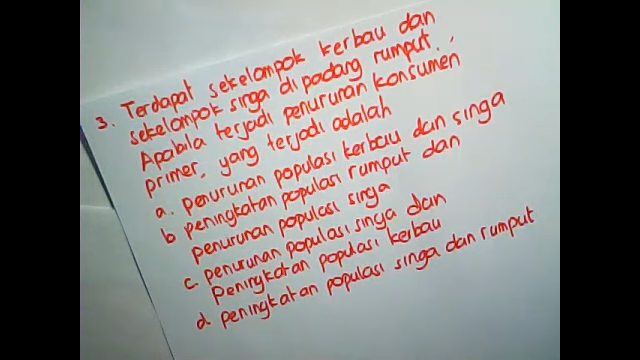 3. Terdapat sekelompok kerbau dan
sekelompok singa di padang rumput.
Apabila terjadi penurunan konsumen
primer, yang terjadi adalah
a. penurunan populasi kerbau dan singa
b peningkatan populasi rumput dan
penurunan populasi singa
c. penurunan populasi singa dan
Peningkatan populasi kerbau
d. peningkatan populasi singa dan rumput